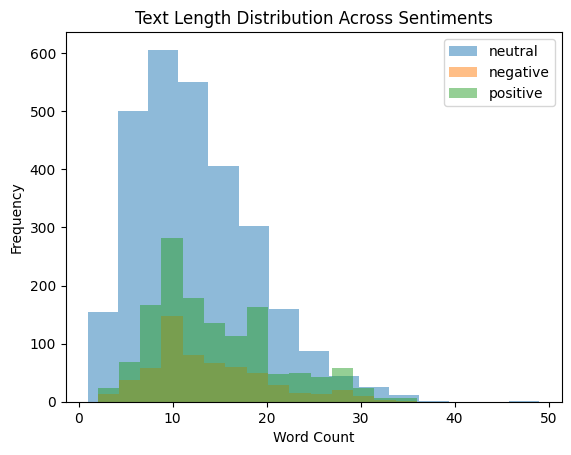 Text Length Distribution Across Sentiments
neutral
negative
positive
600
500
400
300
200
100
0
Frequency
0 10 20 30 40 50
Word Count